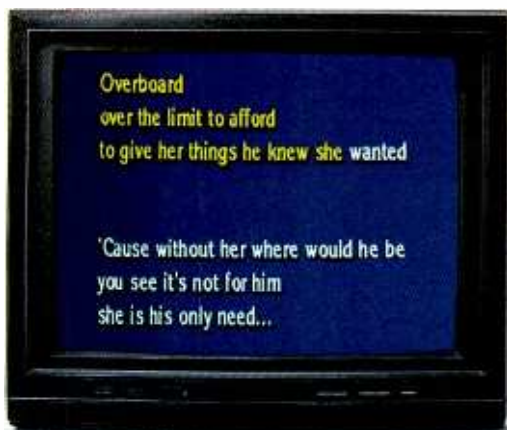 Overboard
over the limit to afford
to give her things he knew she wanted
'Cause without her where would he be
you see it's not for him
she is his only need...